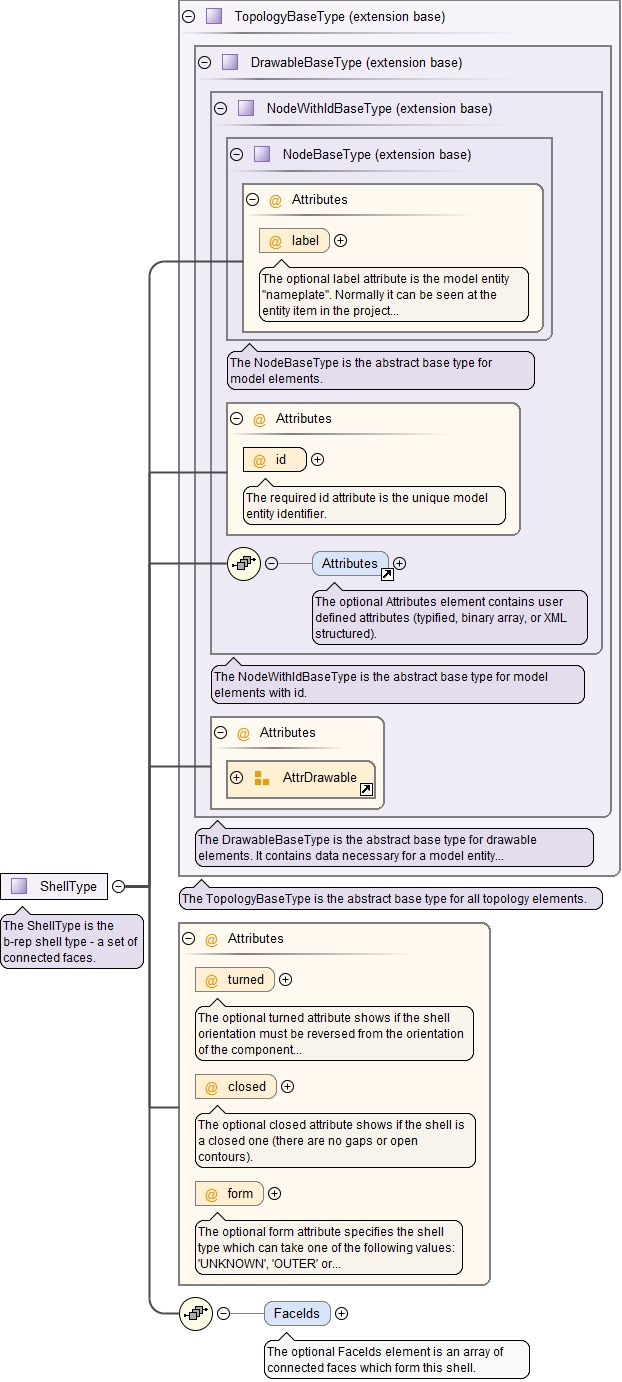 TopologyBaseType (extension base)
DrawableBaseType (extension base)
NodeWithIdBaseType (extension base)
NodeBaseType (extension base)
@ Attributes
@ label
The optional label attribute is the model entity
"nameplate". Normally it can be seen at the
entity item in the project...
The NodeBaseType is the abstract base type for
model elements.
@ Attributes
@ id
The required id attribute is the unique model
entity identifier.
Attributes
The optional Attributes element contains user
defined attributes (typified, binary array, or XML
structured).
The NodeWithIdBaseType is the abstract base type for model
elements with id.
@ Attributes
AttrDrawable
The DrawableBaseType is the abstract base type for drawable
elements. It contains data necessary for a model entity...
ShellType
The TopologyBaseType is the abstract base type for all topology elements.
The ShellType is the
b-rep shell type - a set of
connected faces.
@ Attributes
@ turned
The optional turned attribute shows if the shell
orientation must be reversed from the orientation
of the component...
@ closed
The optional closed attribute shows if the shell is
a closed one (there are no gaps or open
contours).
@ form
The optional form attribute specifies the shell
type which can take one of the following values:
'UNKNOWN', 'OUTER' or...
FaceIds
The optional FaceIds element is an array of
connected faces which form this shell.